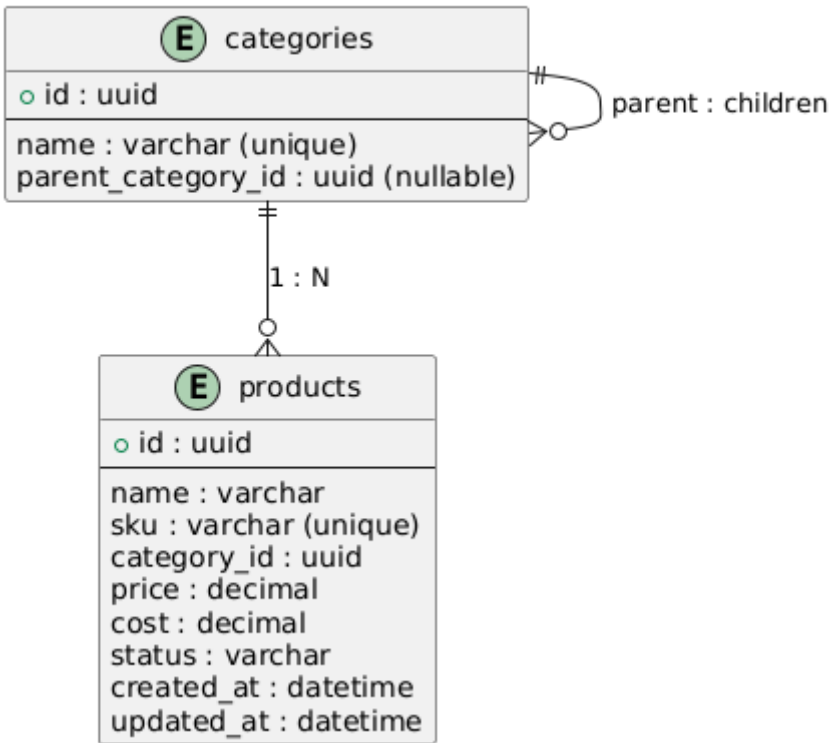 E categories
id : uuid
name : varchar (unique)
parent_category_id : uuid (nullable)
parent : children
1 : N
E products
id : uuid
name : varchar
sku : varchar (unique)
category_id : uuid
price : decimal
cost : decimal
status : varchar
created_at : datetime
updated_at : datetime